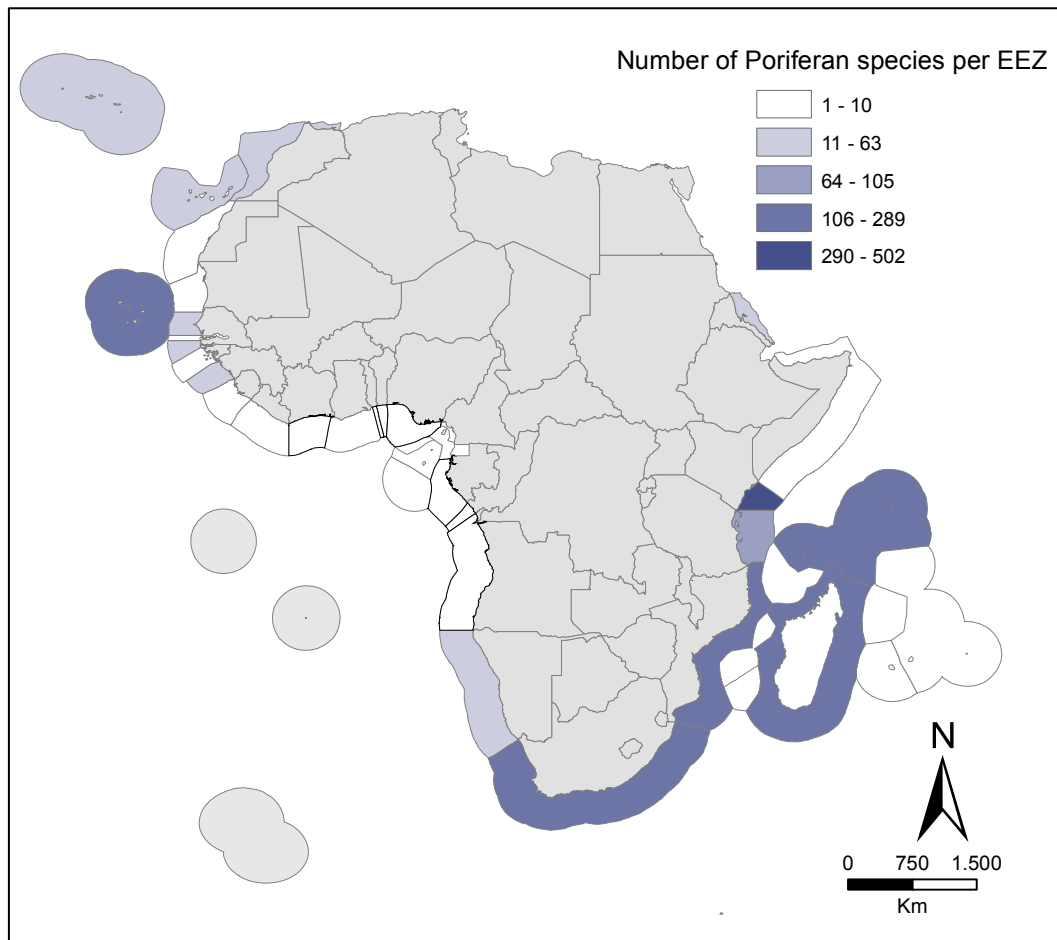 Number of Poriferan species per EEZ
1 - 10
11 - 63
64 - 105
106 - 289
290 - 502
N
0 750 1.500
Km